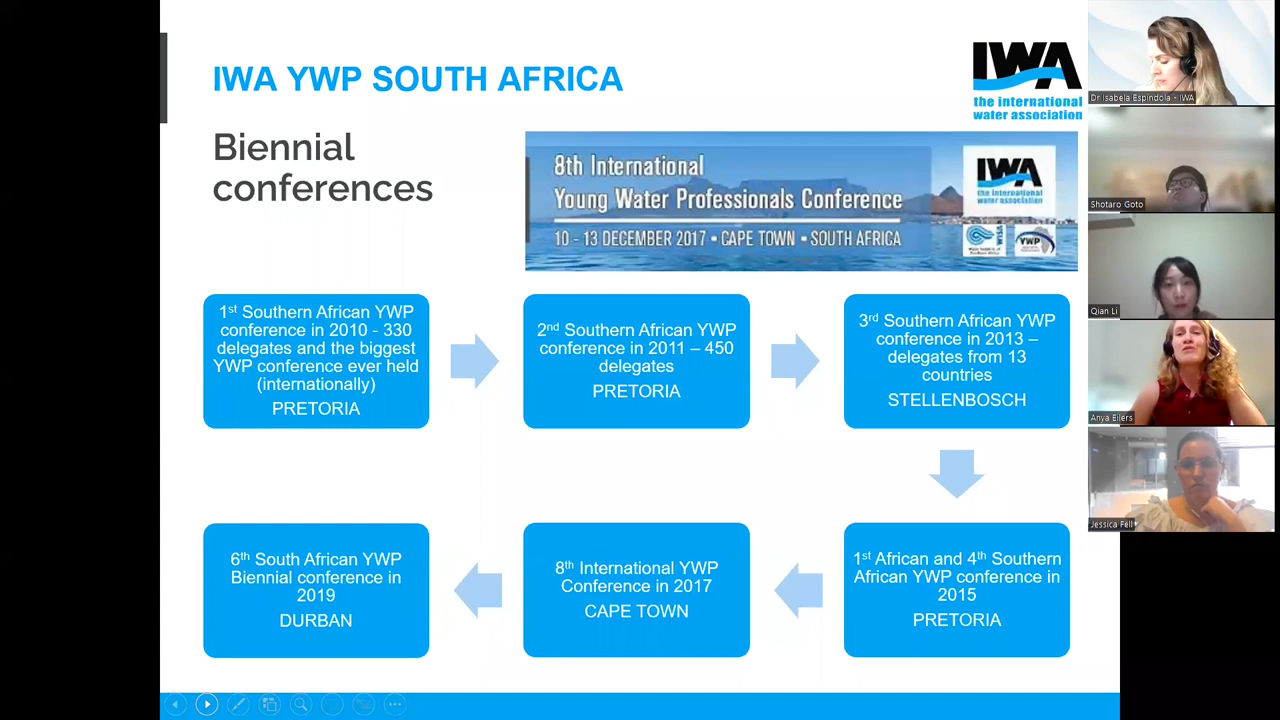 IWA YWP SOUTH AFRICA
IWA
the international
water association
Biennial
conferences
8th International
Young Water Professionals Conference
10 - 13 DECEMBER 2017 • CAPE TOWN • SOUTH AFRICA
IWA
the international
water association
YWP
1st Southern African YWP
conference in 2010 - 330
delegates and the biggest
YWP conference ever held
(internationally)
PRETORIA
2nd Southern African YWP
conference in 2011 – 450
delegates
PRETORIA
3rd Southern African YWP
conference in 2013 –
delegates from 13
countries
STELLENBOSCH
6th South African YWP
Biennial conference in
2019
DURBAN
8th International YWP
Conference in 2017
CAPE TOWN
1st African and 4th Southern
African YWP conference in
2015
PRETORIA
Dr Isabela Espindola - IWA
Shotaro Goto
Qian Li
Anya Eilers
Jessica Fell